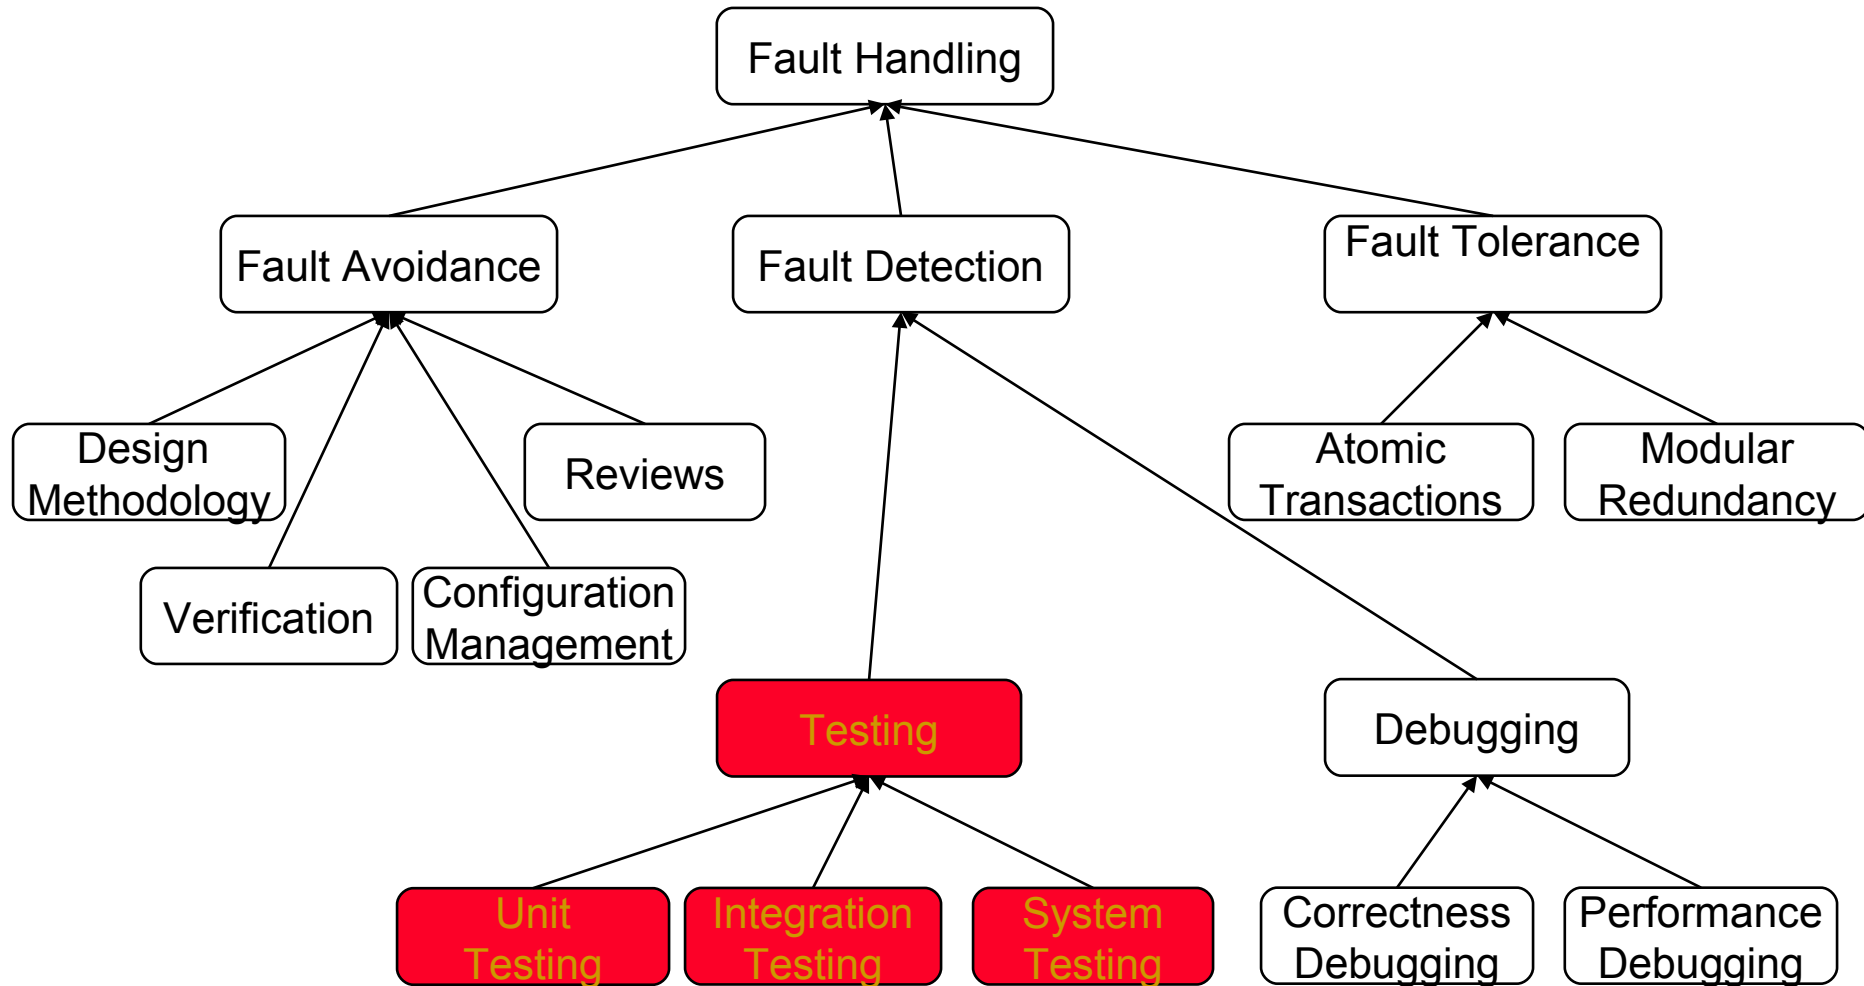 Fault Handling
Fault Avoidance
Fault Detection
Fault Tolerance
Design
Methodology
Reviews
Atomic
Transactions
Modular
Redundancy
Verification
Configuration
Management
Testing
Debugging
Unit
Testing
Integration
Testing
System
Testing
Correctness
Debugging
Performance
Debugging